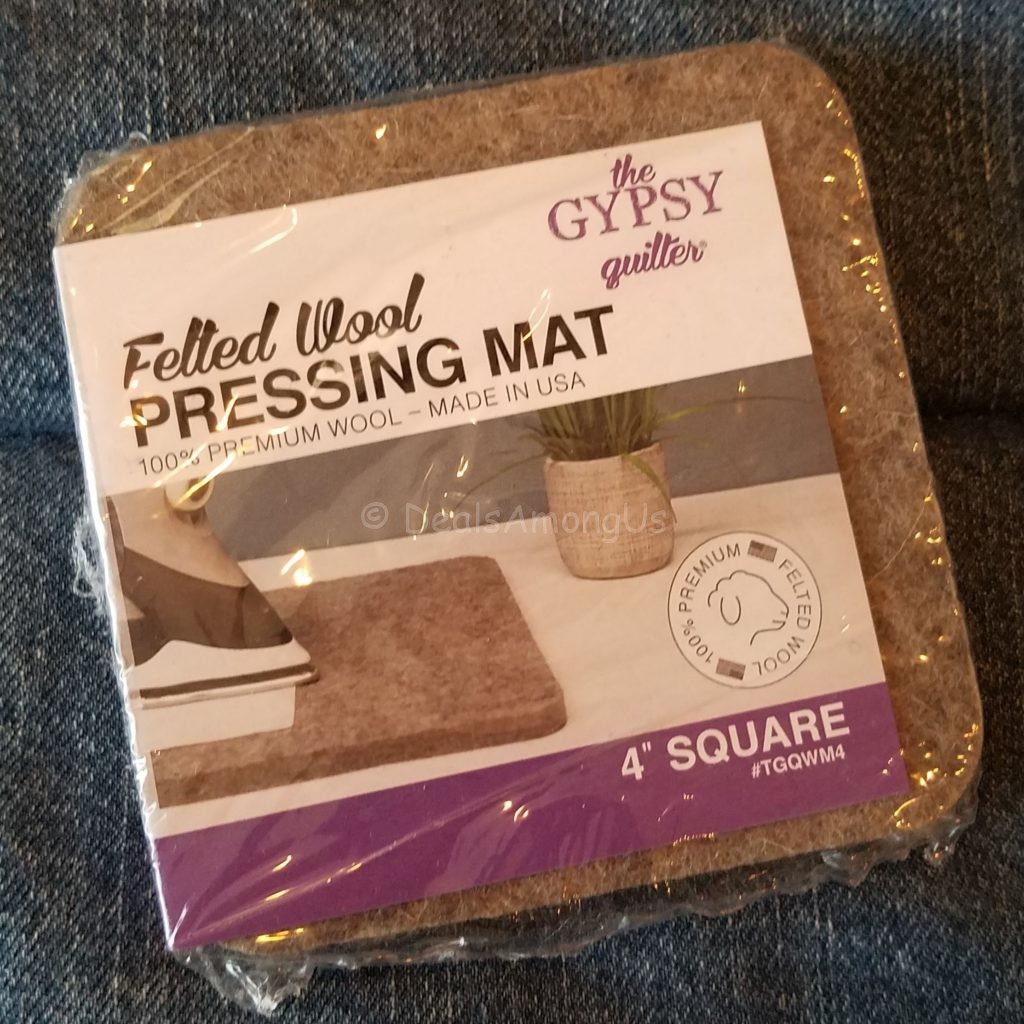 the
GYPSY
quilter®
Felted Wool
PRESSING MAT
100% PREMIUM WOOL – MADE IN USA
© DealsAmongUs
100% PREMIUM FELTED WOOL
4" SQUARE
#TGQWM4